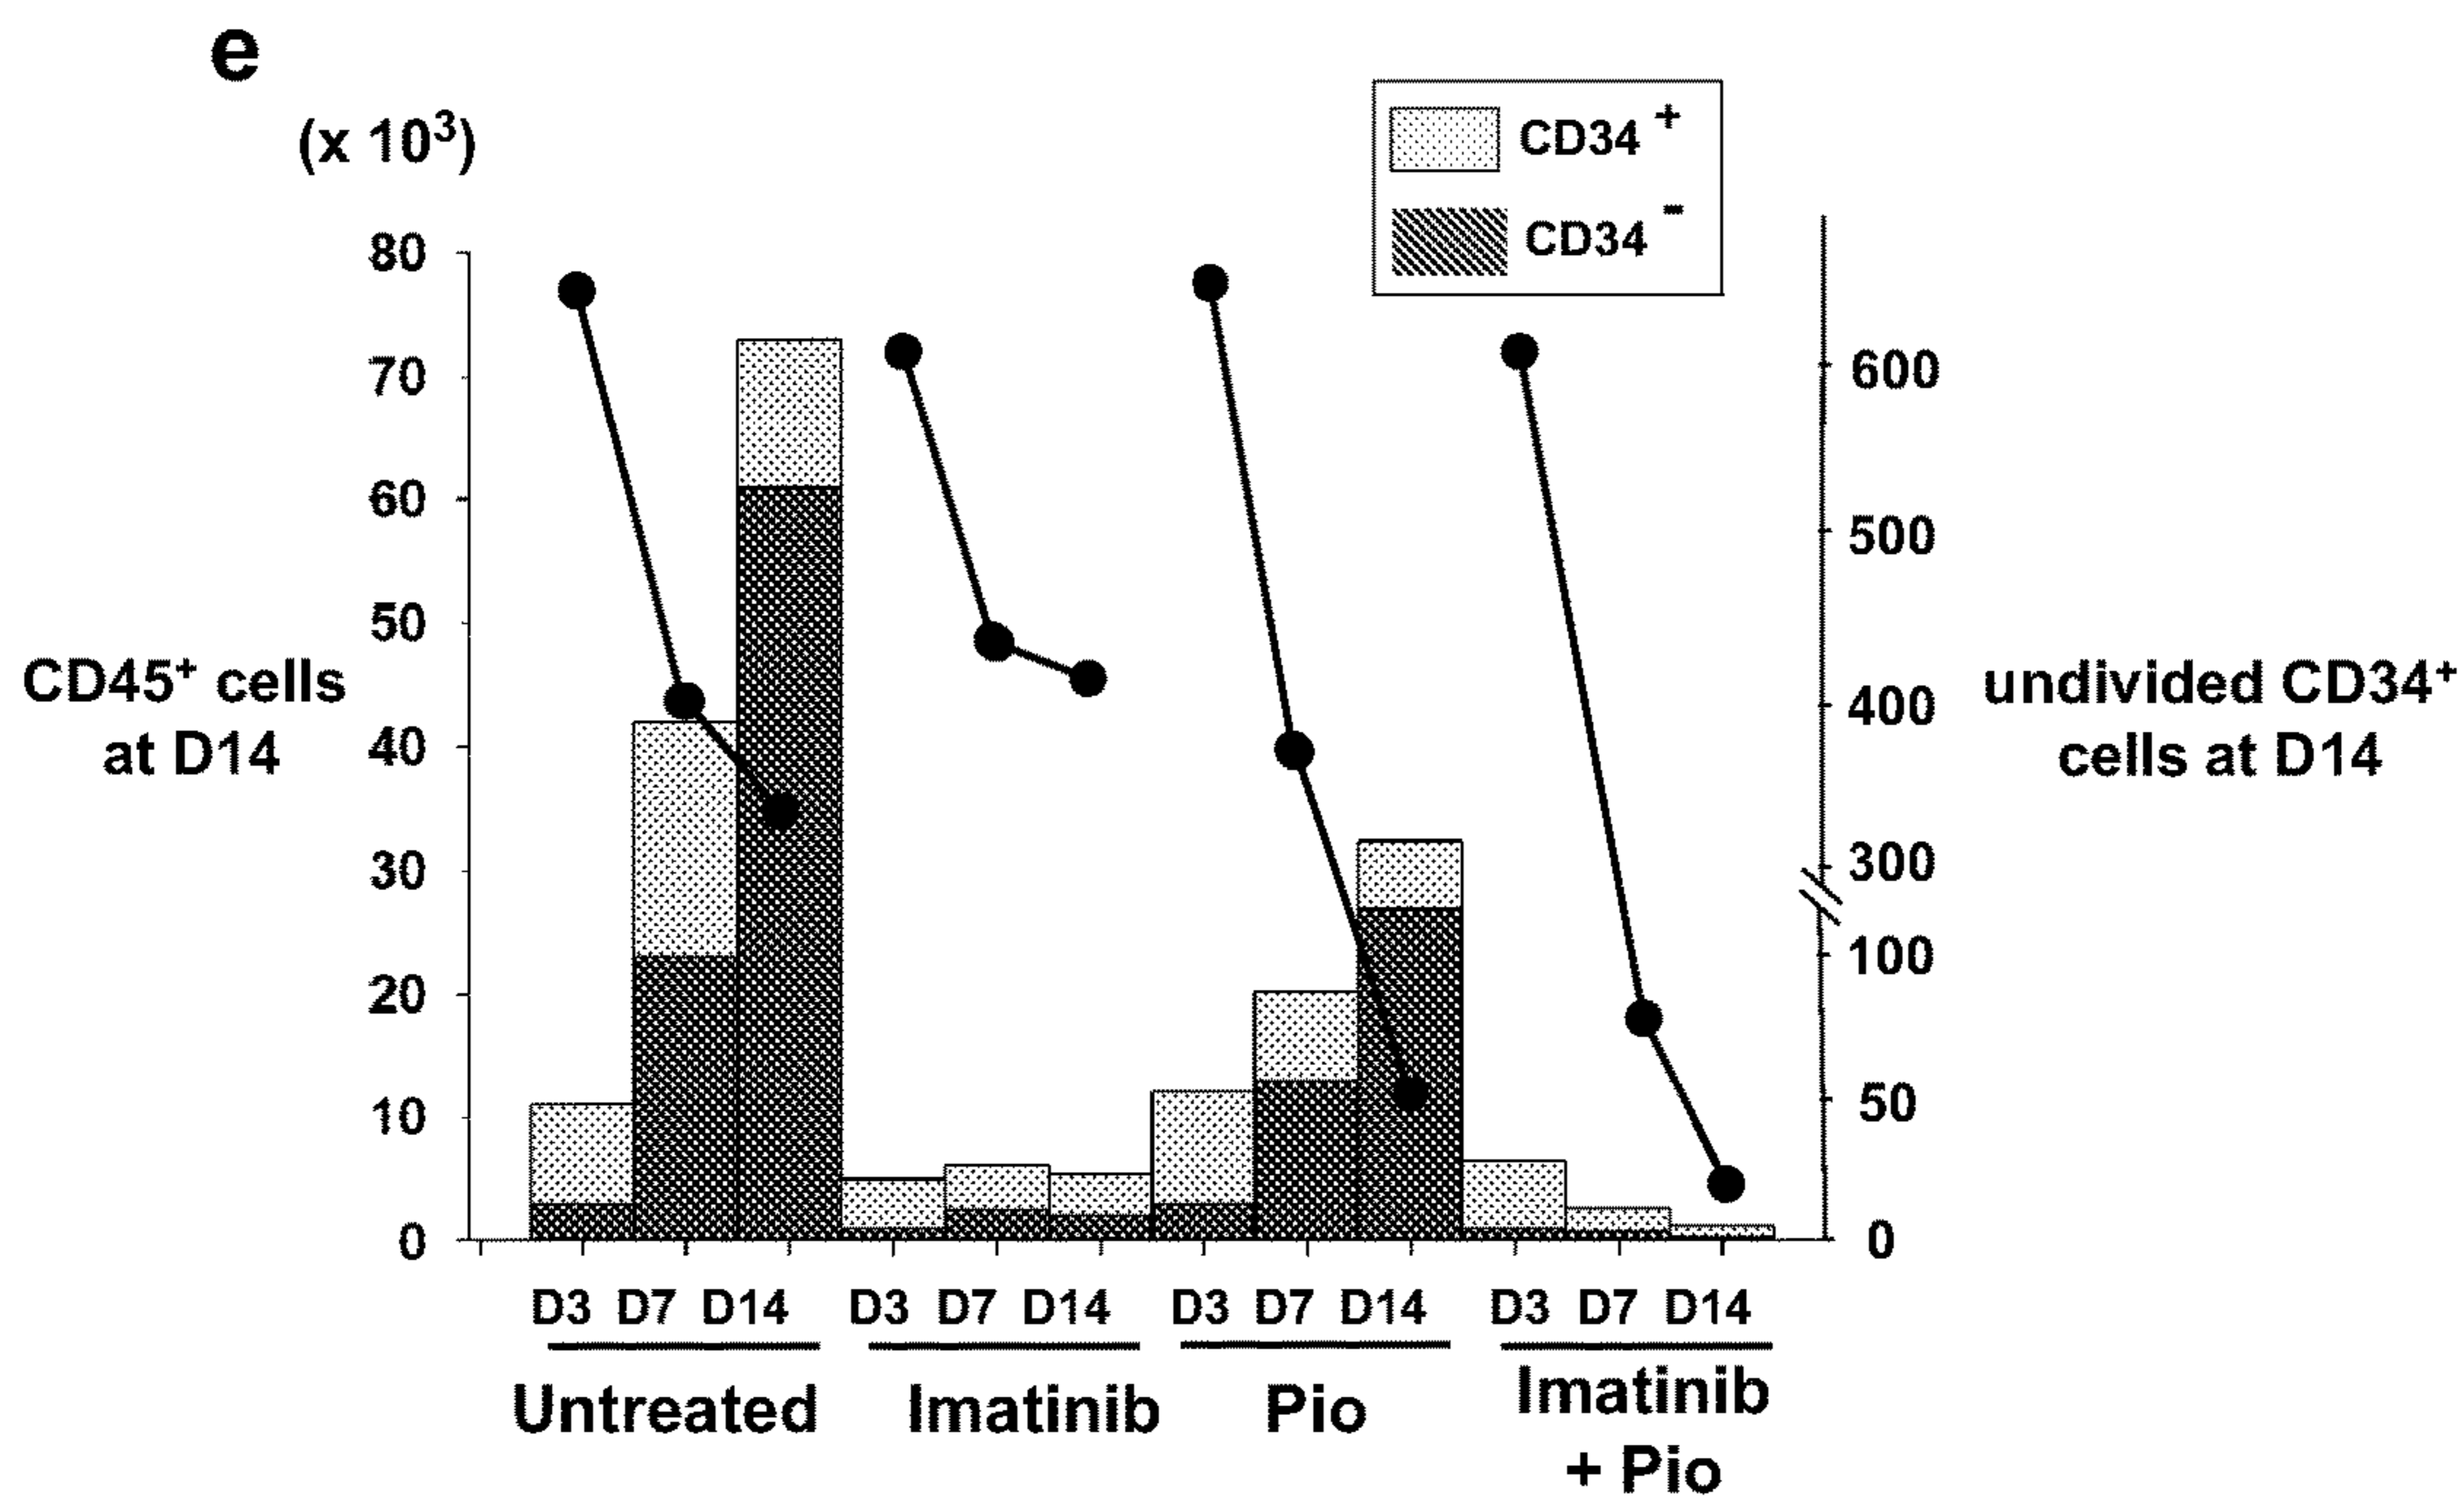 e
(x 10³)
CD34 +
CD34 -
80
70
60
50
40
30
20
10
0
CD45⁺ cells
at D14
600
500
400
300
100
50
0
undivided CD34⁺
cells at D14
D3 D7 D14 D3 D7 D14 D3 D7 D14 D3 D7 D14
Untreated Imatinib Pio Imatinib
+ Pio